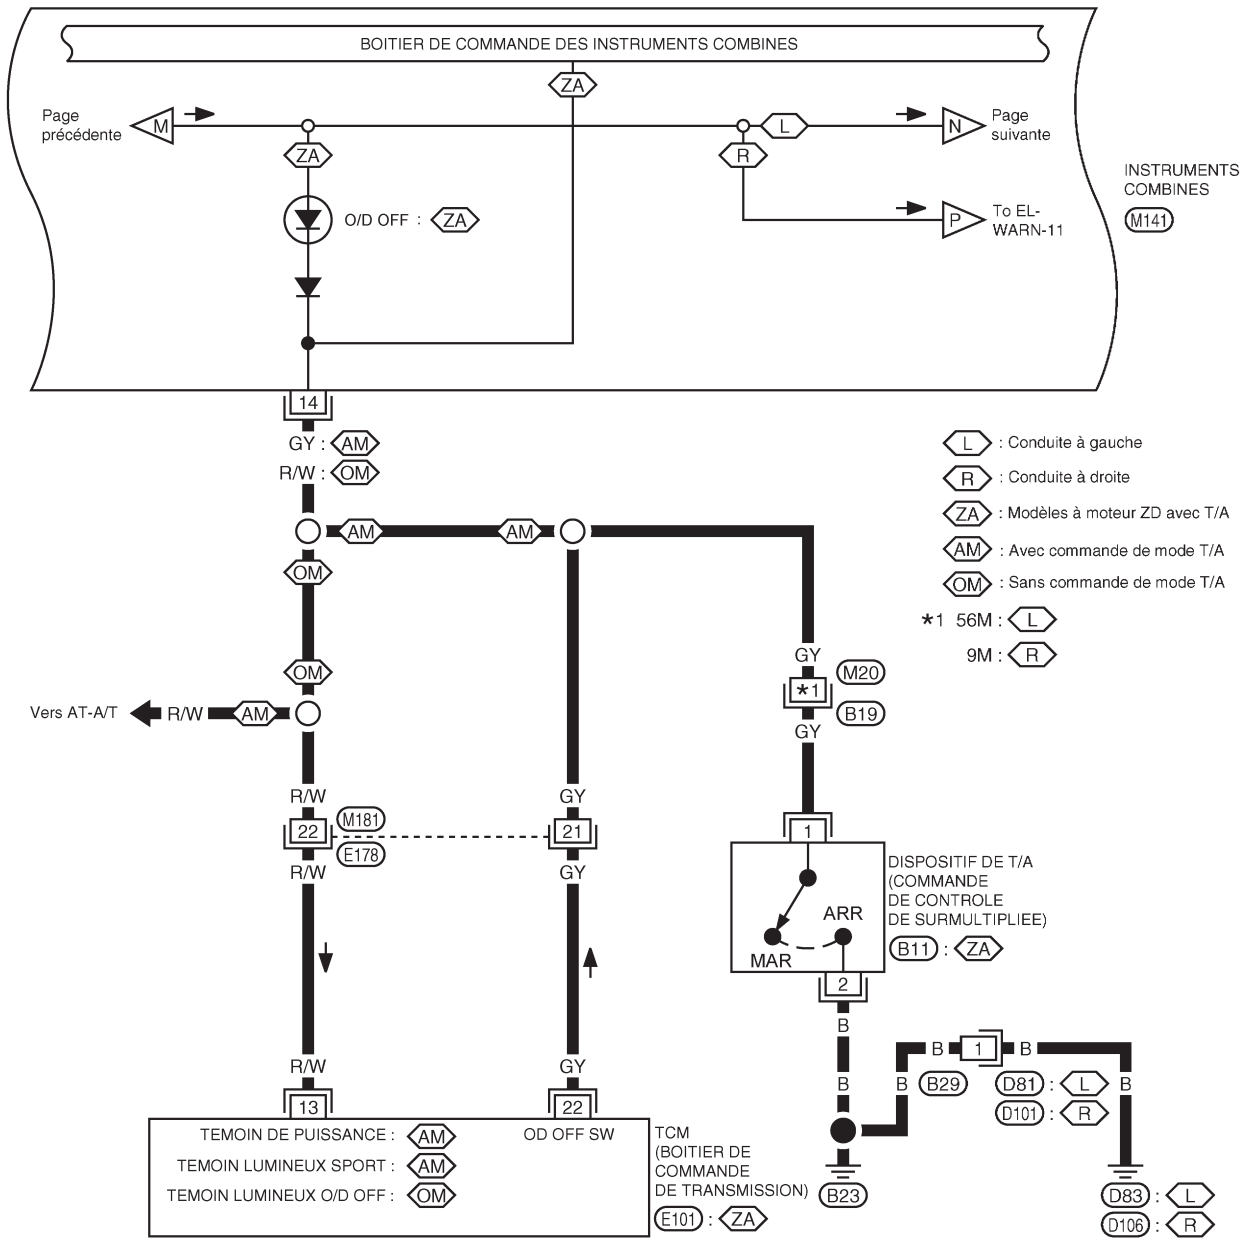 BOITIER DE COMMANDE DES INSTRUMENTS COMBINES
ZA
Page
précédente
M
L
N
Page
suivante
ZA
R
O/D OFF : ZA
P
To EL-
WARN-11
INSTRUMENTS
COMBINES
M141
14
GY : AM
R/W : OM
L : Conduite à gauche
R : Conduite à droite
ZA : Modèles à moteur ZD avec T/A
AM : Avec commande de mode T/A
OM : Sans commande de mode T/A
*1 56M : L
9M : R
AM
AM
OM
OM
GY
M20
*1
B19
GY
Vers AT-A/T
R/W
AM
R/W
GY
22
M181
E178
21
R/W
GY
1
DISPOSITIF DE T/A
(COMMANDE
DE CONTROLE
DE SURMULTIPLIEE)
B11 : ZA
ARR
MAR
2
B
B
B
1
B
B
B29
D81 : L
D101 : R
B
R/W
GY
13
22
TEMOIN DE PUISSANCE : AM
TEMOIN LUMINEUX SPORT : AM
TEMOIN LUMINEUX O/D OFF : OM
OD OFF SW
TCM
(BOITIER DE
COMMANDE
DE TRANSMISSION)
E101 : ZA
B23
D83 : L
D106 : R